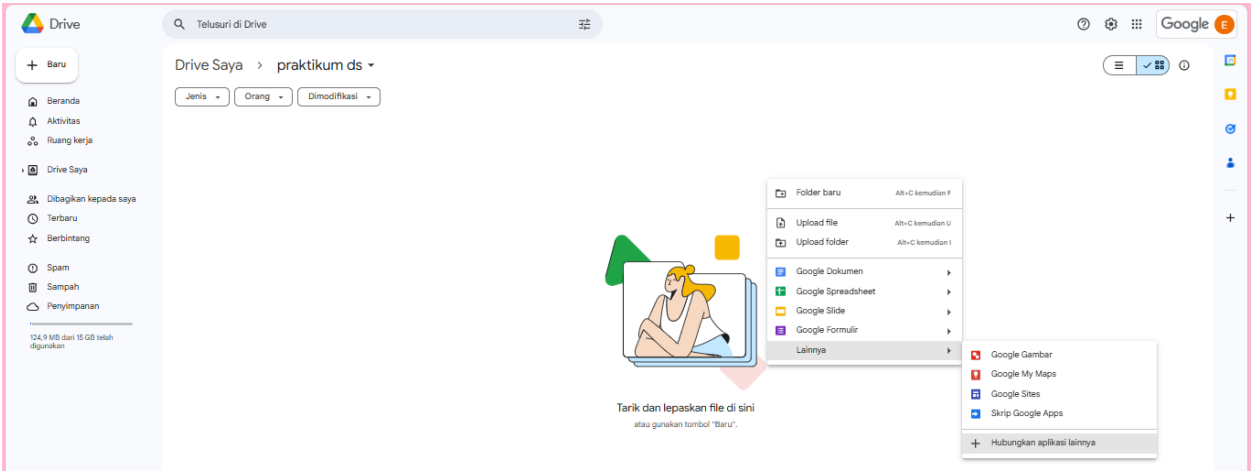 Drive
Telusuri di Drive
Google
E
Baru
Drive Saya > praktikum ds
Jenis
Orang
Dimodifikasi
Beranda
Aktivitas
Ruang kerja
Drive Saya
Dibagikan kepada saya
Terbaru
Berbintang
Spam
Sampah
Penyimpanan
124,9 MB dari 15 GB telah
digunakan
Folder baru Alt+C kemudian F
Upload file Alt+C kemudian U
Upload folder Alt+C kemudian I
Google Dokumen
Google Spreadsheet
Google Slide
Google Formulir
Lainnya
Google Gambar
Google My Maps
Google Sites
Skrip Google Apps
Hubungkan aplikasi lainnya
Tarik dan lepaskan file di sini
atau gunakan tombol "Baru".